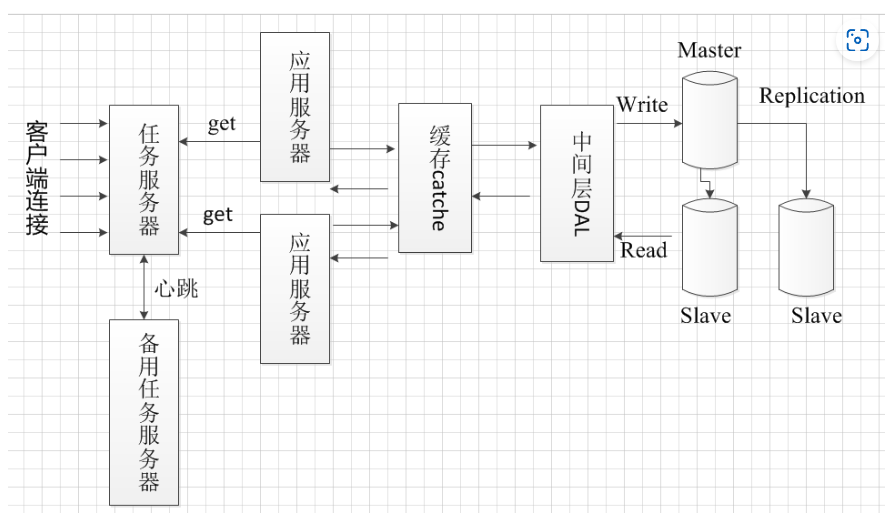 客户端连接
任务服务器
心跳
备用任务服务器
get
get
应用服务器
应用服务器
缓存catche
中间层DAL
Write
Read
Master
Replication
Slave
Slave